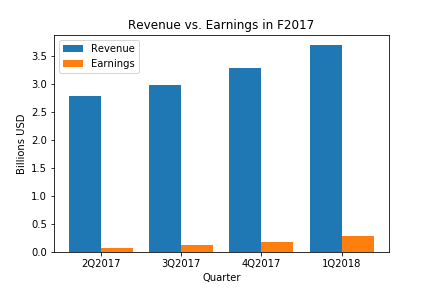 Revenue vs. Earnings in F2017
Revenue
Earnings
Billions USD
3.5
3.0
2.5
2.0
1.5
1.0
0.5
0.0
2Q2017 3Q2017 4Q2017 1Q2018
Quarter